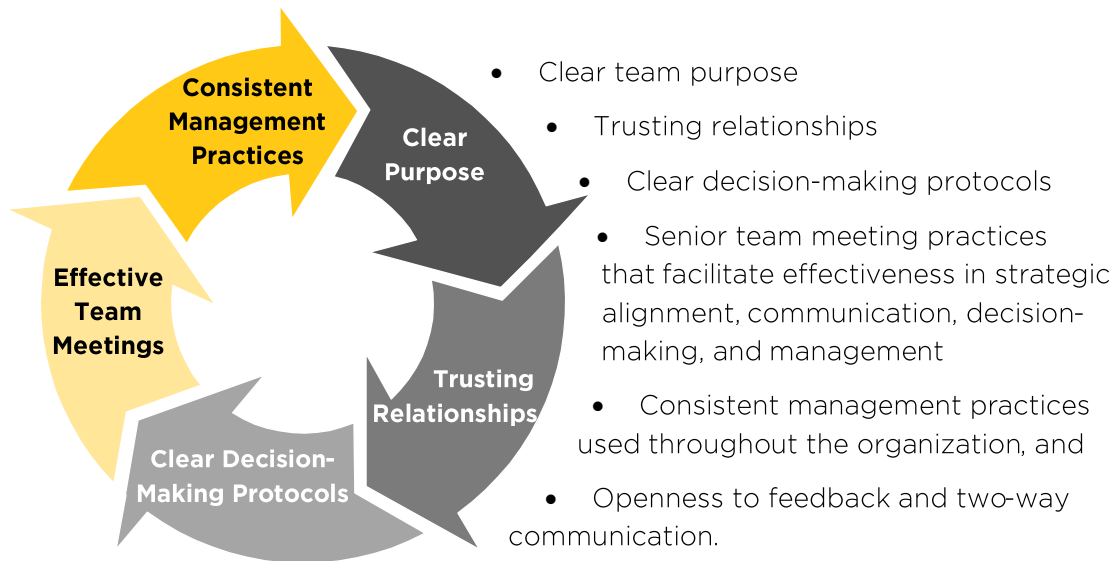 Consistent
Management
Practices
Clear
Purpose
Trusting
Relationships
Clear Decision-
Making Protocols
Effective
Team
Meetings
• Clear team purpose
• Trusting relationships
• Clear decision-making protocols
• Senior team meeting practices
that facilitate effectiveness in strategic
alignment, communication, decision-
making, and management
• Consistent management practices
used throughout the organization, and
• Openness to feedback and two-way
communication.